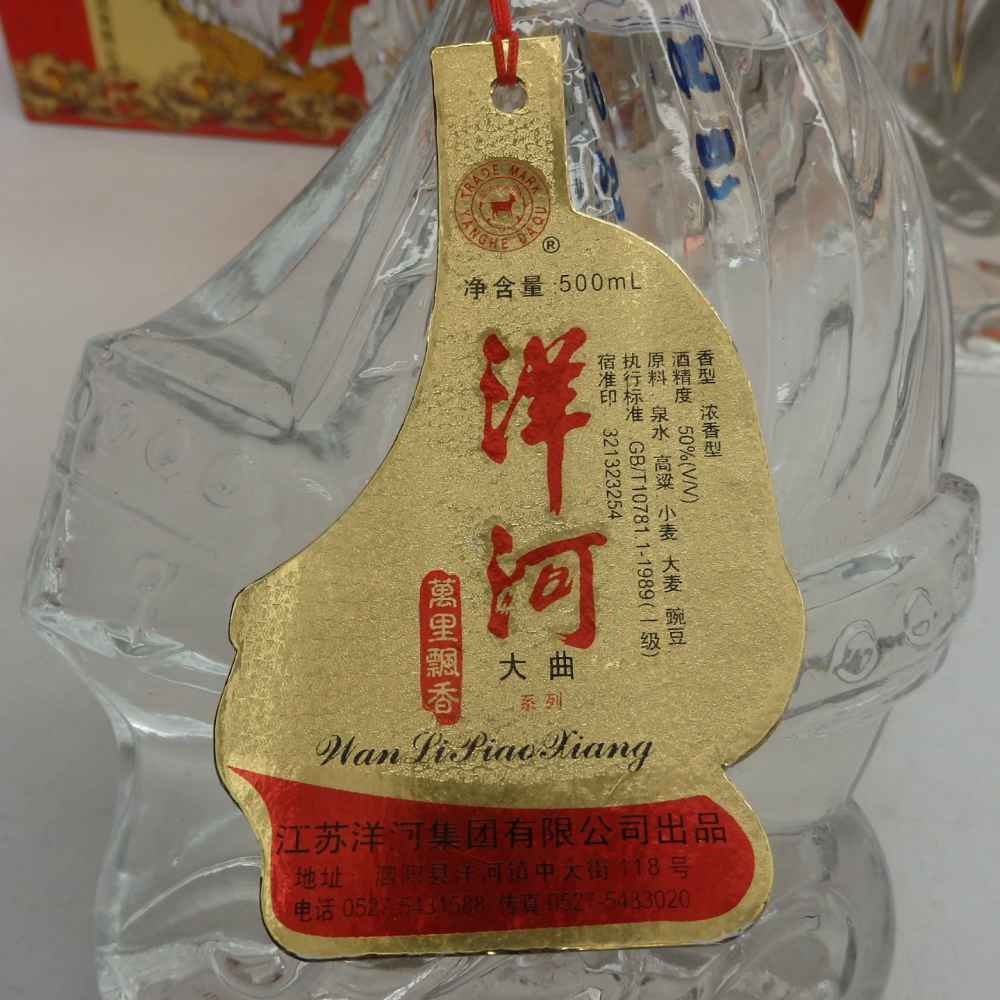 TRADE MARK
YANGHE DAQU
®
净含量 500mL
洋河
大曲
系列
香型 浓香型
酒精度 50%(V/V)
原料 泉水 高粱 小麦 大麦 豌豆
执行标准 GB/T10781.1-1989(一级)
宿准印 321323254
萬里飄香
Wan Li Piao Xiang
江苏洋河集团有限公司出品
地址 泗阳县洋河镇中大街118号
电话 0527-5431588 传真 0527-5483020